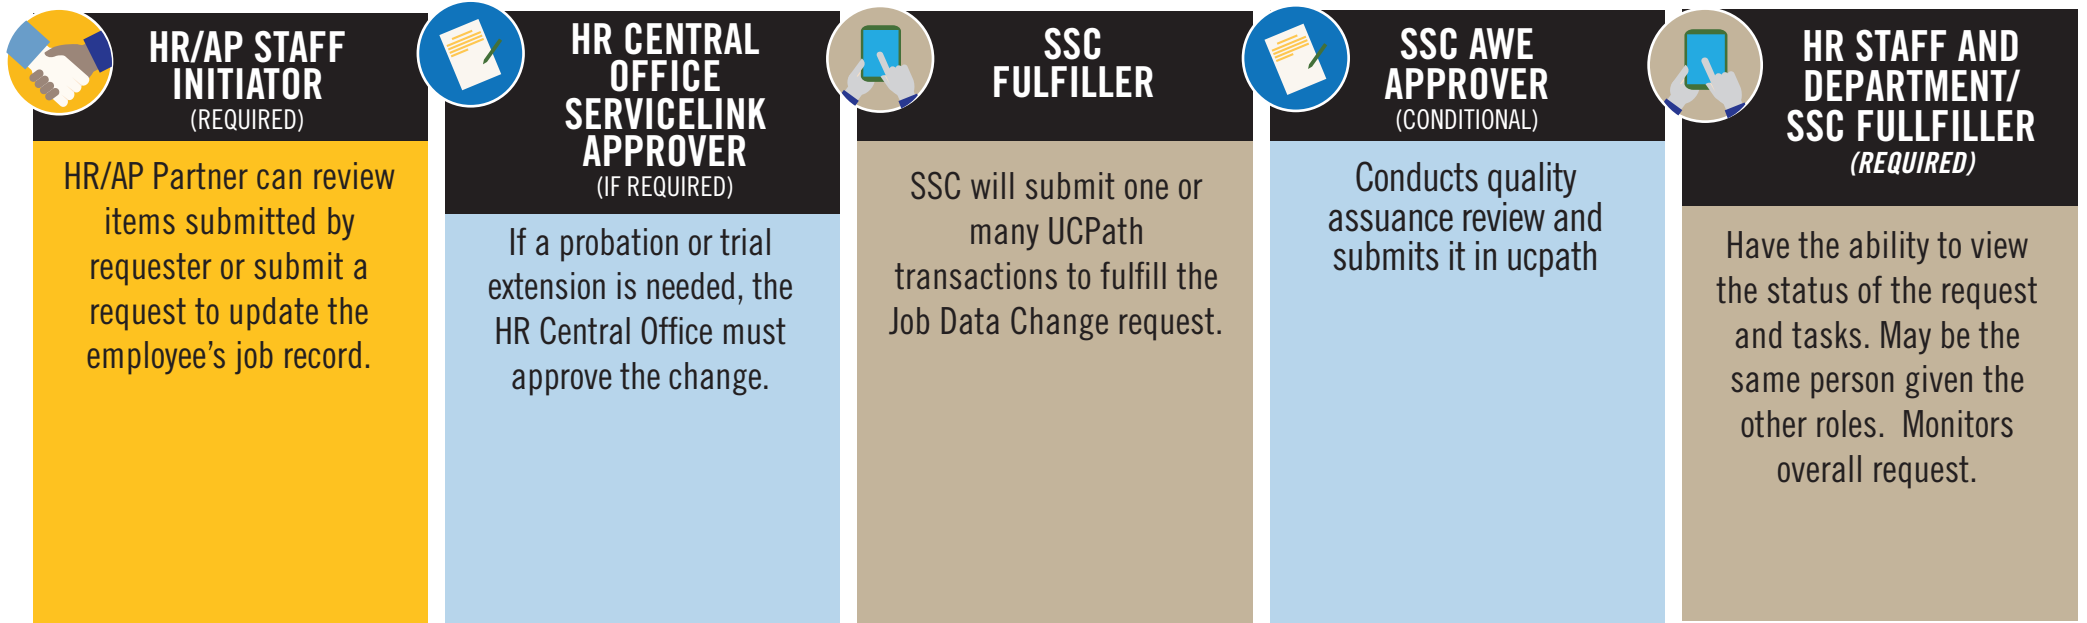 HR/AP STAFF
INITIATOR
(REQUIRED)
HR/AP Partner can review
items submitted by
requester or submit a
request to update the
employee’s job record.
HR CENTRAL
OFFICE
SERVICELINK
APPROVER
(IF REQUIRED)
If a probation or trial
extension is needed, the
HR Central Office must
approve the change.
SSC
FULFILLER
SSC will submit one or
many UCPath
transactions to fulfill the
Job Data Change request.
SSC AWE
APPROVER
(CONDITIONAL)
Conducts quality
assuance review and
submits it in ucpath
HR STAFF AND
DEPARTMENT/
SSC FULLFILLER
(REQUIRED)
Have the ability to view
the status of the request
and tasks. May be the
same person given the
other roles.  Monitors
overall request.